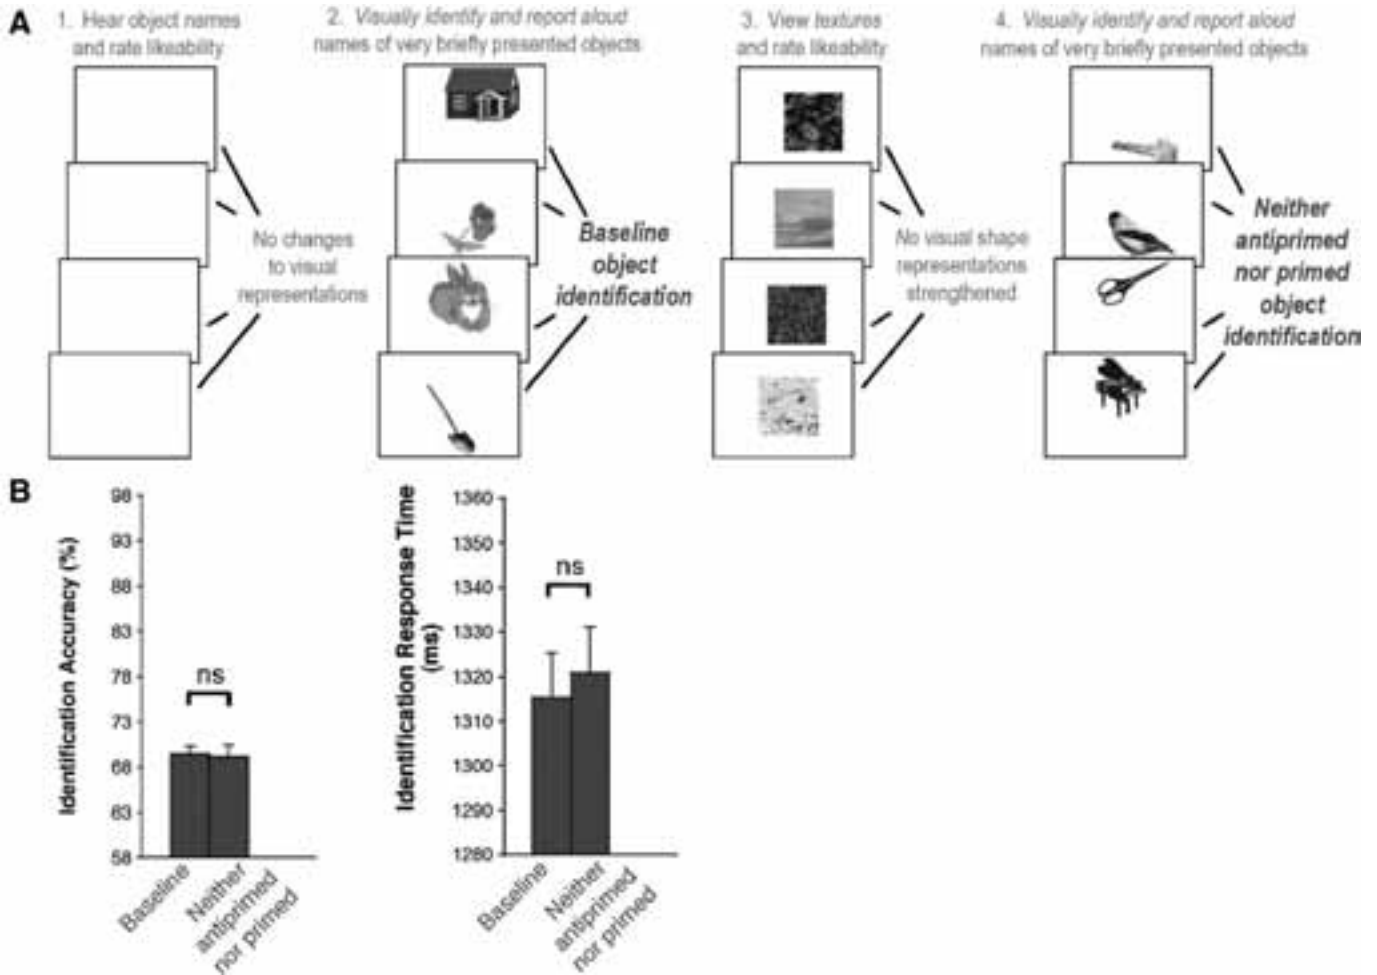 A
1. Hear object names
and rate likeability
2. Visually identify and report aloud
names of very briefly presented objects
3. View textures
and rate likeability
4. Visually identify and report aloud
names of very briefly presented objects
No changes
to visual
representations
Baseline
object
identification
No visual shape
representations
strengthened
Neither
antiprimed
nor primed
object
identification
B
Identification Accuracy (%)
98
93
88
83
78
73
68
63
58
ns
Baseline
Neither
antiprimed
nor primed
Identification Response Time
(ms)
1360
1350
1340
1330
1320
1310
1300
1290
1280
ns
Baseline
Neither
antiprimed
nor primed